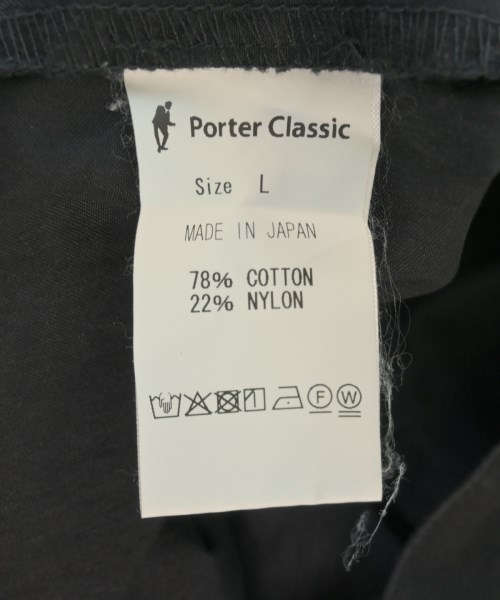 Porter Classic
Size L
MADE IN JAPAN
78% COTTON
22% NYLON
F W